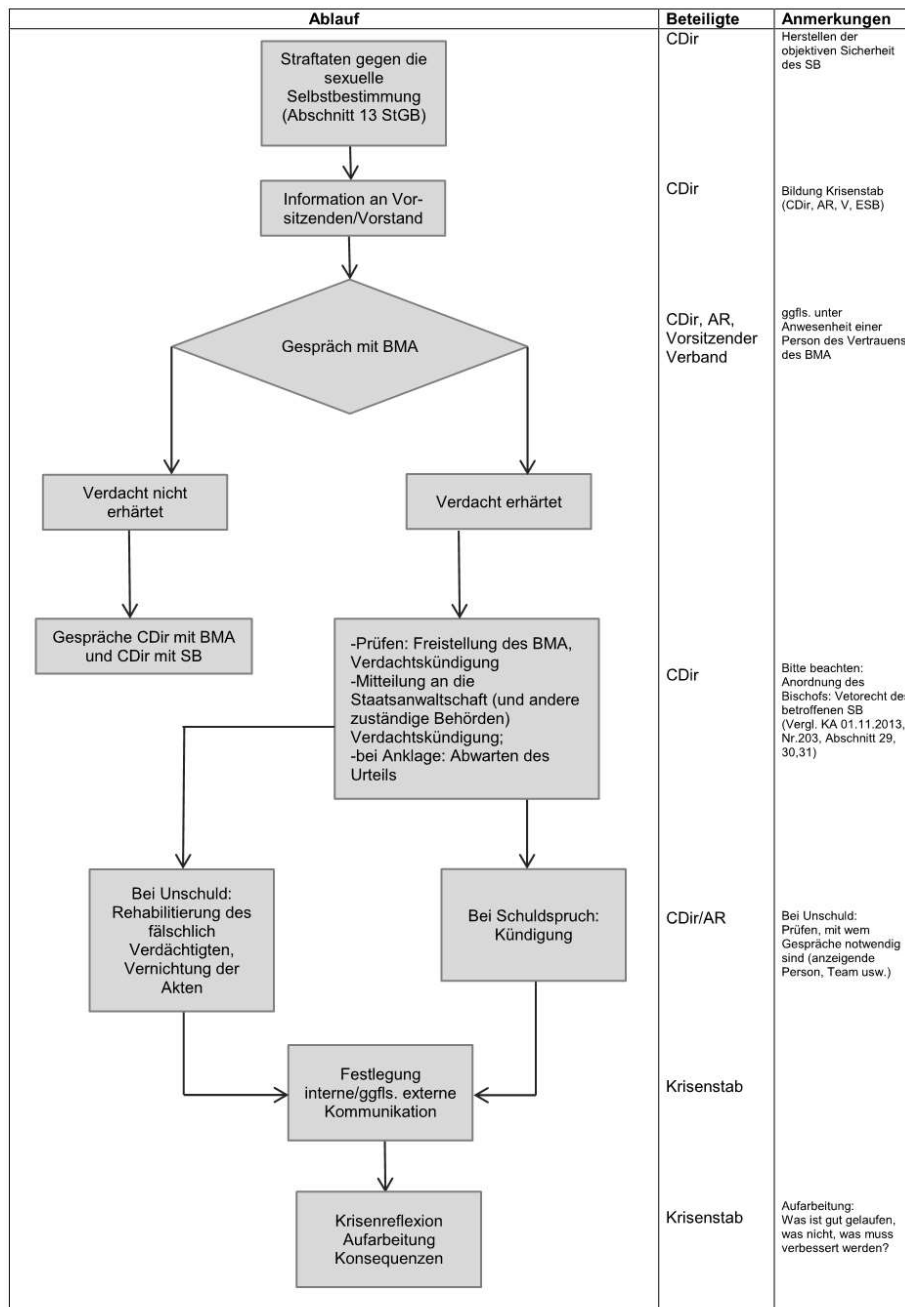 Ablauf
Beteiligte
Anmerkungen
Straftaten gegen die
sexuelle
Selbstbestimmung
(Abschnitt 13 StGB)
CDir
Herstellen der
objektiven Sicherheit
des SB
Information an Vor-
sitzenden/Vorstand
CDir
Bildung Krisenstab
(CDir, AR, V, ESB)
Gespräch mit BMA
CDir, AR,
Vorsitzender
Verband
ggfls. unter
Anwesenheit einer
Person des Vertrauens
des BMA
Verdacht nicht
erhärtet
Verdacht erhärtet
Gespräche CDir mit BMA
und CDir mit SB
-Prüfen: Freistellung des BMA,
Verdachtskündigung
-Mitteilung an die
Staatsanwaltschaft (und andere
zuständige Behörden)
Verdachtskündigung;
-bei Anklage: Abwarten des
Urteils
CDir
Bitte beachten:
Anordnung des
Bischofs: Vetorecht des
betroffenen SB
(Vergl. KA 01.11.2013,
Nr.203, Abschnitt 29,
30,31)
Bei Unschuld:
Rehabilitierung des
fälschlich
Verdächtigten,
Vernichtung der
Akten
Bei Schuldspruch:
Kündigung
CDir/AR
Bei Unschuld:
Prüfen, mit wem
Gespräche notwendig
sind (anzeigende
Person, Team usw.)
Festlegung
interne/ggfls. externe
Kommunikation
Krisenstab
Krisenreflexion
Aufarbeitung
Konsequenzen
Krisenstab
Aufarbeitung:
Was ist gut gelaufen,
was nicht, was muss
verbessert werden?